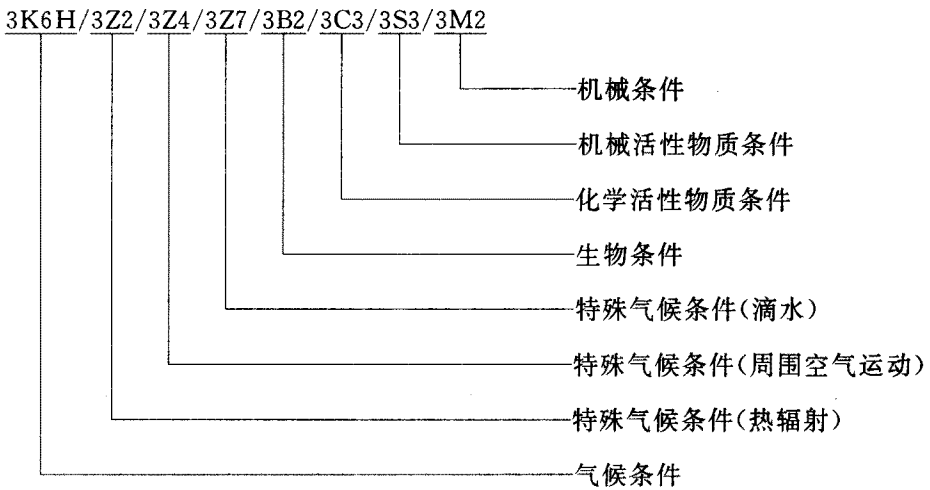 3K6H/3Z2/3Z4/3Z7/3B2/3C3/3S3/3M2
机械条件
机械活性物质条件
化学活性物质条件
生物条件
特殊气候条件(滴水)
特殊气候条件(周围空气运动)
特殊气候条件(热辐射)
气候条件